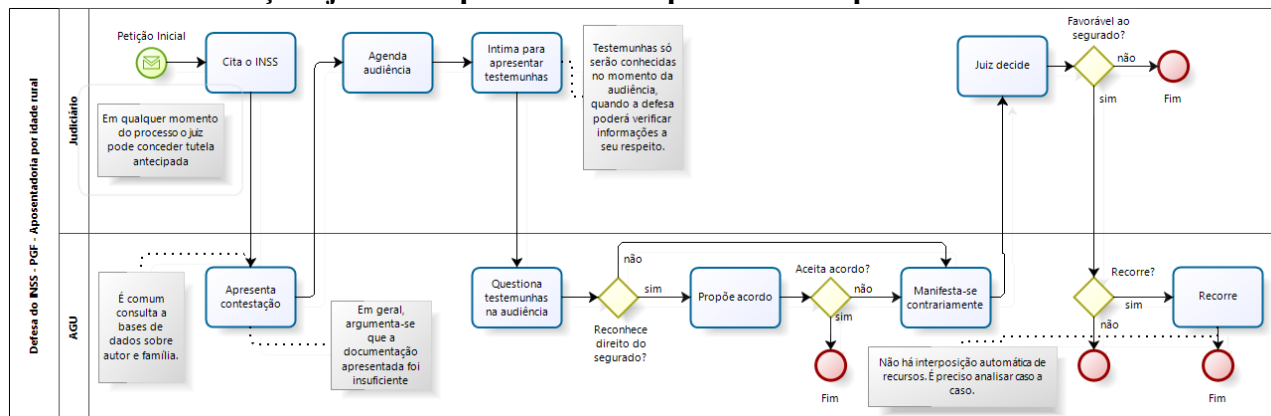 Defesa do INSS - PGF - Aposentadoria por idade rural
Judiciário
Petição Inicial
Cita o INSS
Agenda
audiência
Intima para
apresentar
testemunhas
Testemunhas só
serão conhecidas
no momento da
audiência,
quando a defesa
poderá verificar
informações a
seu respeito.
Em qualquer momento
do processo o juiz
pode conceder tutela
antecipada
Juiz decide
Favorável ao
segurado?
não
sim
Fim
AGU
É comum
consulta a
bases de
dados sobre
autor e família.
Apresenta
contestação
Em geral,
argumenta-se
que a
documentação
apresentada foi
insuficiente
Questiona
testemunhas
na audiência
não
sim
Reconhece
direito do
segurado?
Propõe acordo
Aceita acordo?
não
sim
Fim
Manifesta-se
contrariamente
Recorre?
sim
não
Recorre
Fim
Não há interposição automática de
recursos. É preciso analisar caso a
caso.